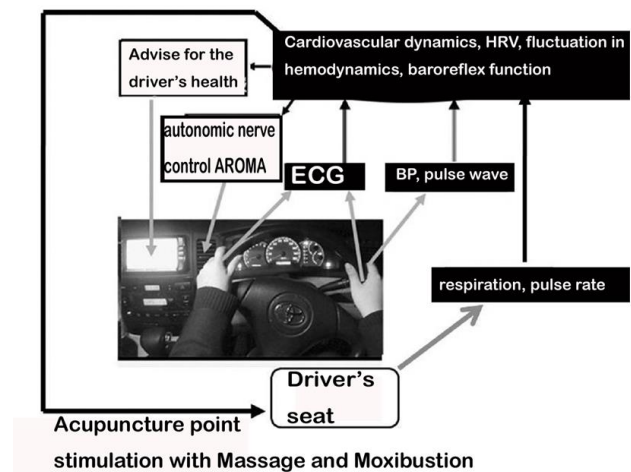 Cardiovascular dynamics, HRV, fluctuation in
hemodynamics, baroreflex function
Advise for the
driver's health
autonomic nerve
control AROMA
ECG
BP, pulse wave
respiration, pulse rate
Driver's
seat
Acupuncture point
stimulation with Massage and Moxibustion